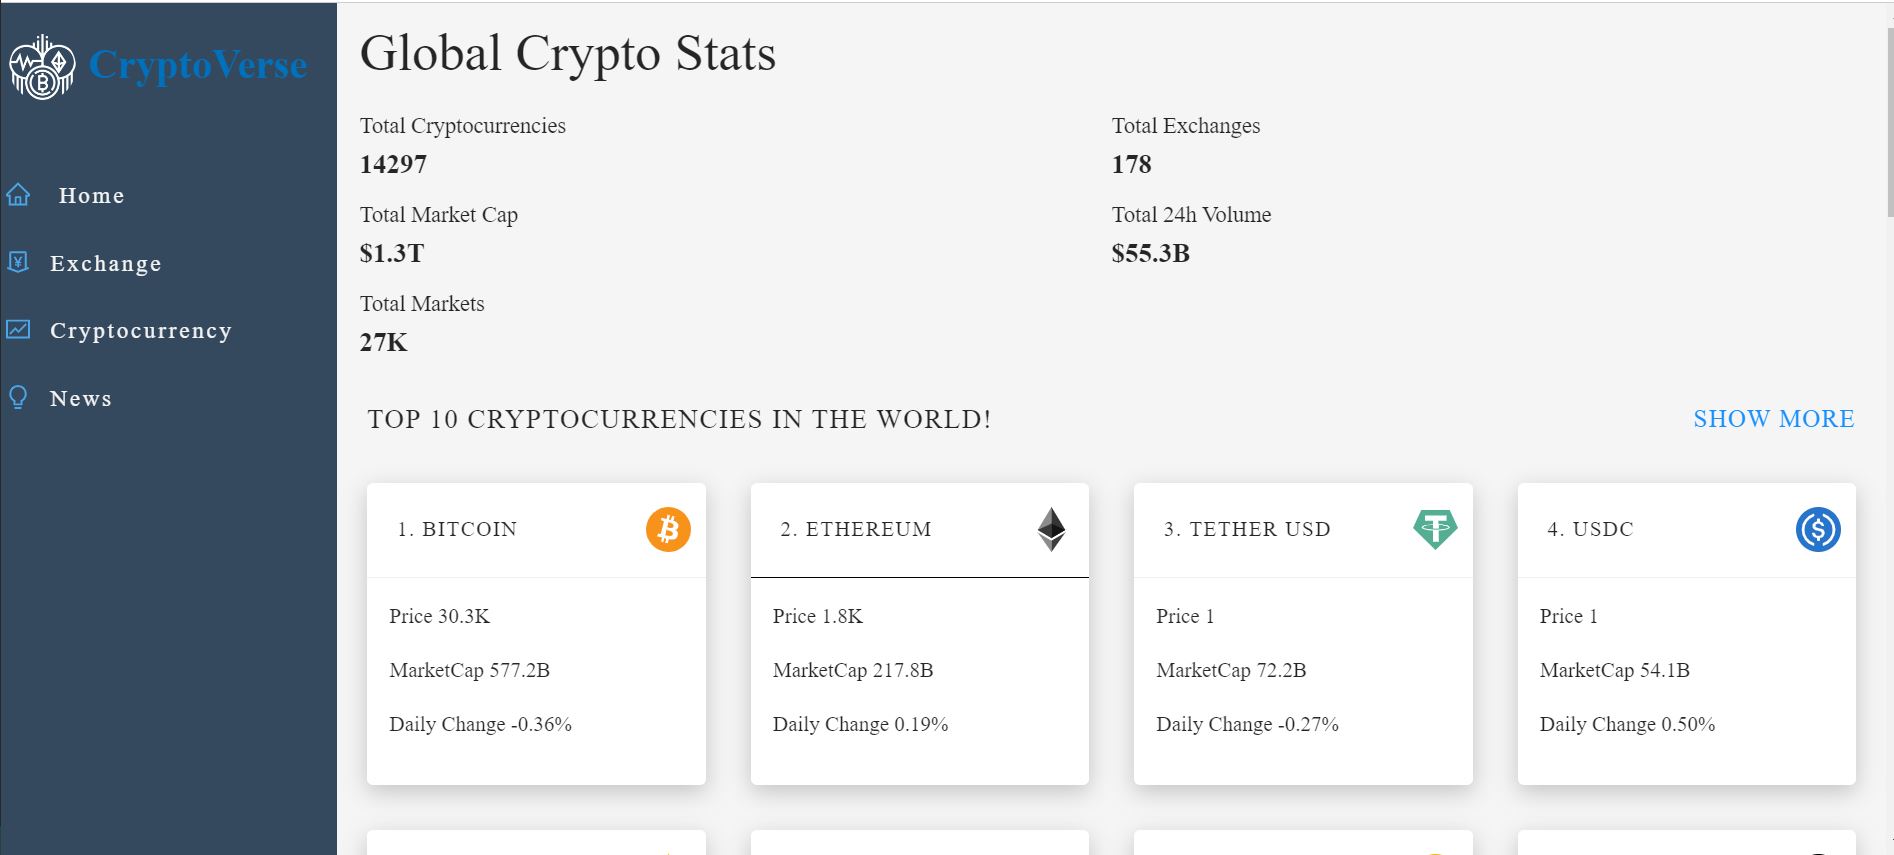 CryptoVerse
Home
Exchange
Cryptocurrency
News
Global Crypto Stats
Total Cryptocurrencies
14297
Total Exchanges
178
Total Market Cap
$1.3T
Total 24h Volume
$55.3B
Total Markets
27K
TOP 10 CRYPTOCURRENCIES IN THE WORLD!
SHOW MORE
1. BITCOIN
Price 30.3K
MarketCap 577.2B
Daily Change -0.36%
2. ETHEREUM
Price 1.8K
MarketCap 217.8B
Daily Change 0.19%
3. TETHER USD
Price 1
MarketCap 72.2B
Daily Change -0.27%
4. USDC
Price 1
MarketCap 54.1B
Daily Change 0.50%